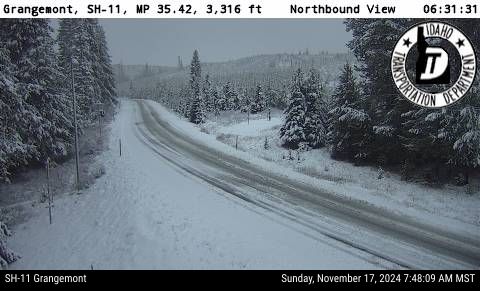 Grangemont, SH-11, MP 35.42, 3,316 ft Northbound View 06:31:31
IDAHO
TRANSPORTATION DEPARTMENT
SH-11 Grangemont Sunday, November 17, 2024 7:48:09 AM MST